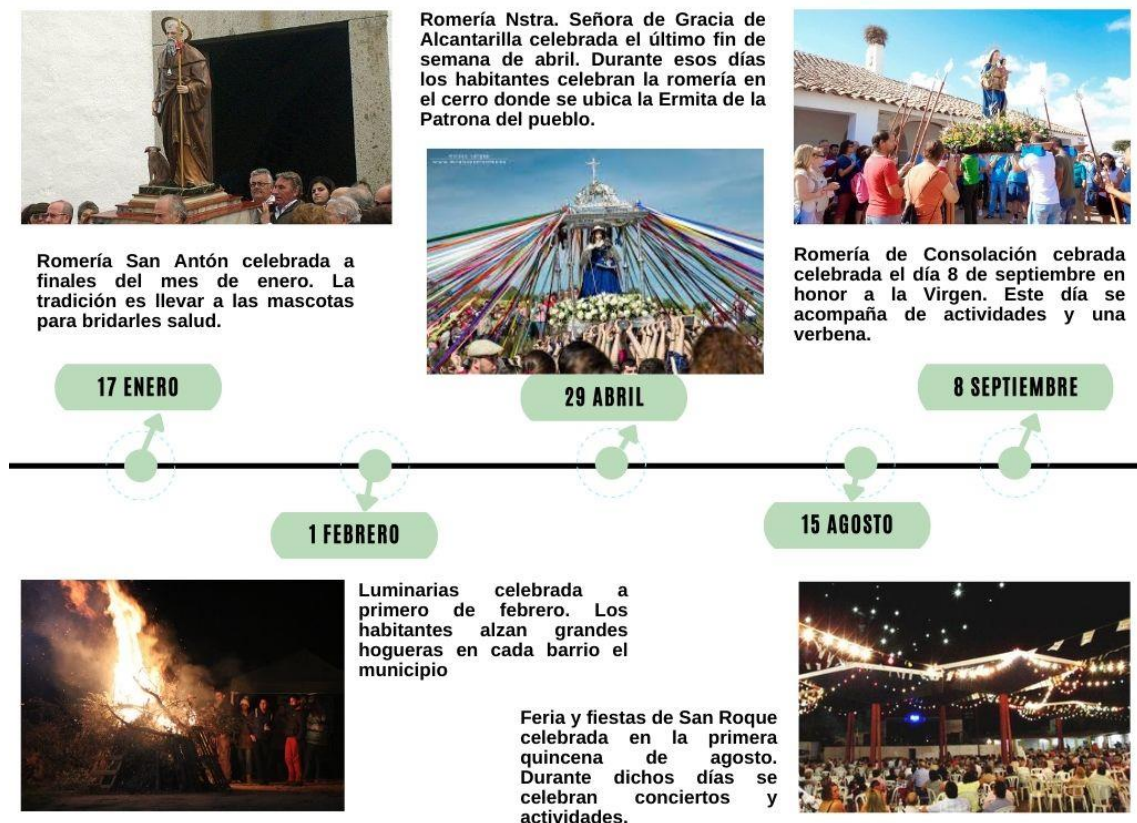 Romería Nstra. Señora de Gracia de
Alcantarilla celebrada el último fin de
semana de abril. Durante esos días
los habitantes celebran la romería en
el cerro donde se ubica la Ermita de la
Patrona del pueblo.
Romería San Antón celebrada a
finales del mes de enero. La
tradición es llevar a las mascotas
para bridarles salud.
Romería de Consolación cebrada
celebrada el día 8 de septiembre en
honor a la Virgen. Este día se
acompaña de actividades y una
verbena.
17 ENERO
29 ABRIL
8 SEPTIEMBRE
1 FEBRERO
15 AGOSTO
Luminarias celebrada a
primero de febrero. Los
habitantes alzan grandes
hogueras en cada barrio el
municipio
Feria y fiestas de San Roque
celebrada en la primera
quincena de agosto.
Durante dichos días se
celebran conciertos y
actividades.